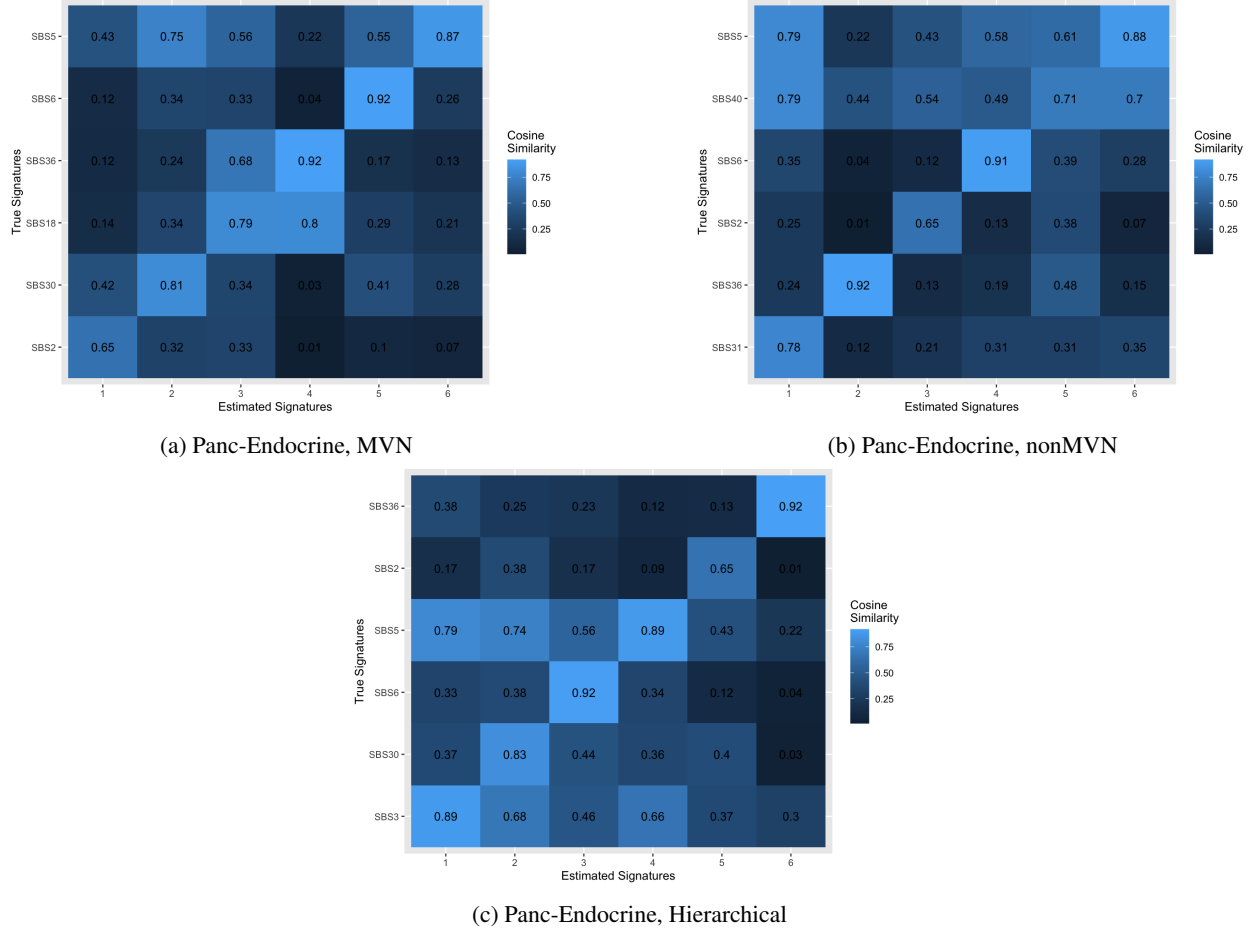 SBS5 0.43 0.75 0.56 0.22 0.55 0.87
SBS6 0.12 0.34 0.33 0.04 0.92 0.26
SBS36 0.12 0.24 0.68 0.92 0.17 0.13
SBS18 0.14 0.34 0.79 0.8 0.29 0.21
SBS30 0.42 0.81 0.34 0.03 0.41 0.28
SBS2 0.65 0.32 0.33 0.01 0.1 0.07
1 2 3 4 5 6
Estimated Signatures
True Signatures
Cosine
Similarity
0.75
0.50
0.25
(a) Panc-Endocrine, MVN
SBS5 0.79 0.22 0.43 0.58 0.61 0.88
SBS40 0.79 0.44 0.54 0.49 0.71 0.7
SBS6 0.35 0.04 0.12 0.91 0.39 0.28
SBS2 0.25 0.01 0.65 0.13 0.38 0.07
SBS36 0.24 0.92 0.13 0.19 0.48 0.15
SBS31 0.78 0.12 0.21 0.31 0.31 0.35
1 2 3 4 5 6
Estimated Signatures
True Signatures
Cosine
Similarity
0.75
0.50
0.25
(b) Panc-Endocrine, nonMVN
SBS36 0.38 0.25 0.23 0.12 0.13 0.92
SBS2 0.17 0.38 0.17 0.09 0.65 0.01
SBS5 0.79 0.74 0.56 0.89 0.43 0.22
SBS6 0.33 0.38 0.92 0.34 0.12 0.04
SBS30 0.37 0.83 0.44 0.36 0.4 0.03
SBS3 0.89 0.68 0.46 0.66 0.37 0.3
1 2 3 4 5 6
Estimated Signatures
True Signatures
Cosine
Similarity
0.75
0.50
0.25
(c) Panc-Endocrine, Hierarchical